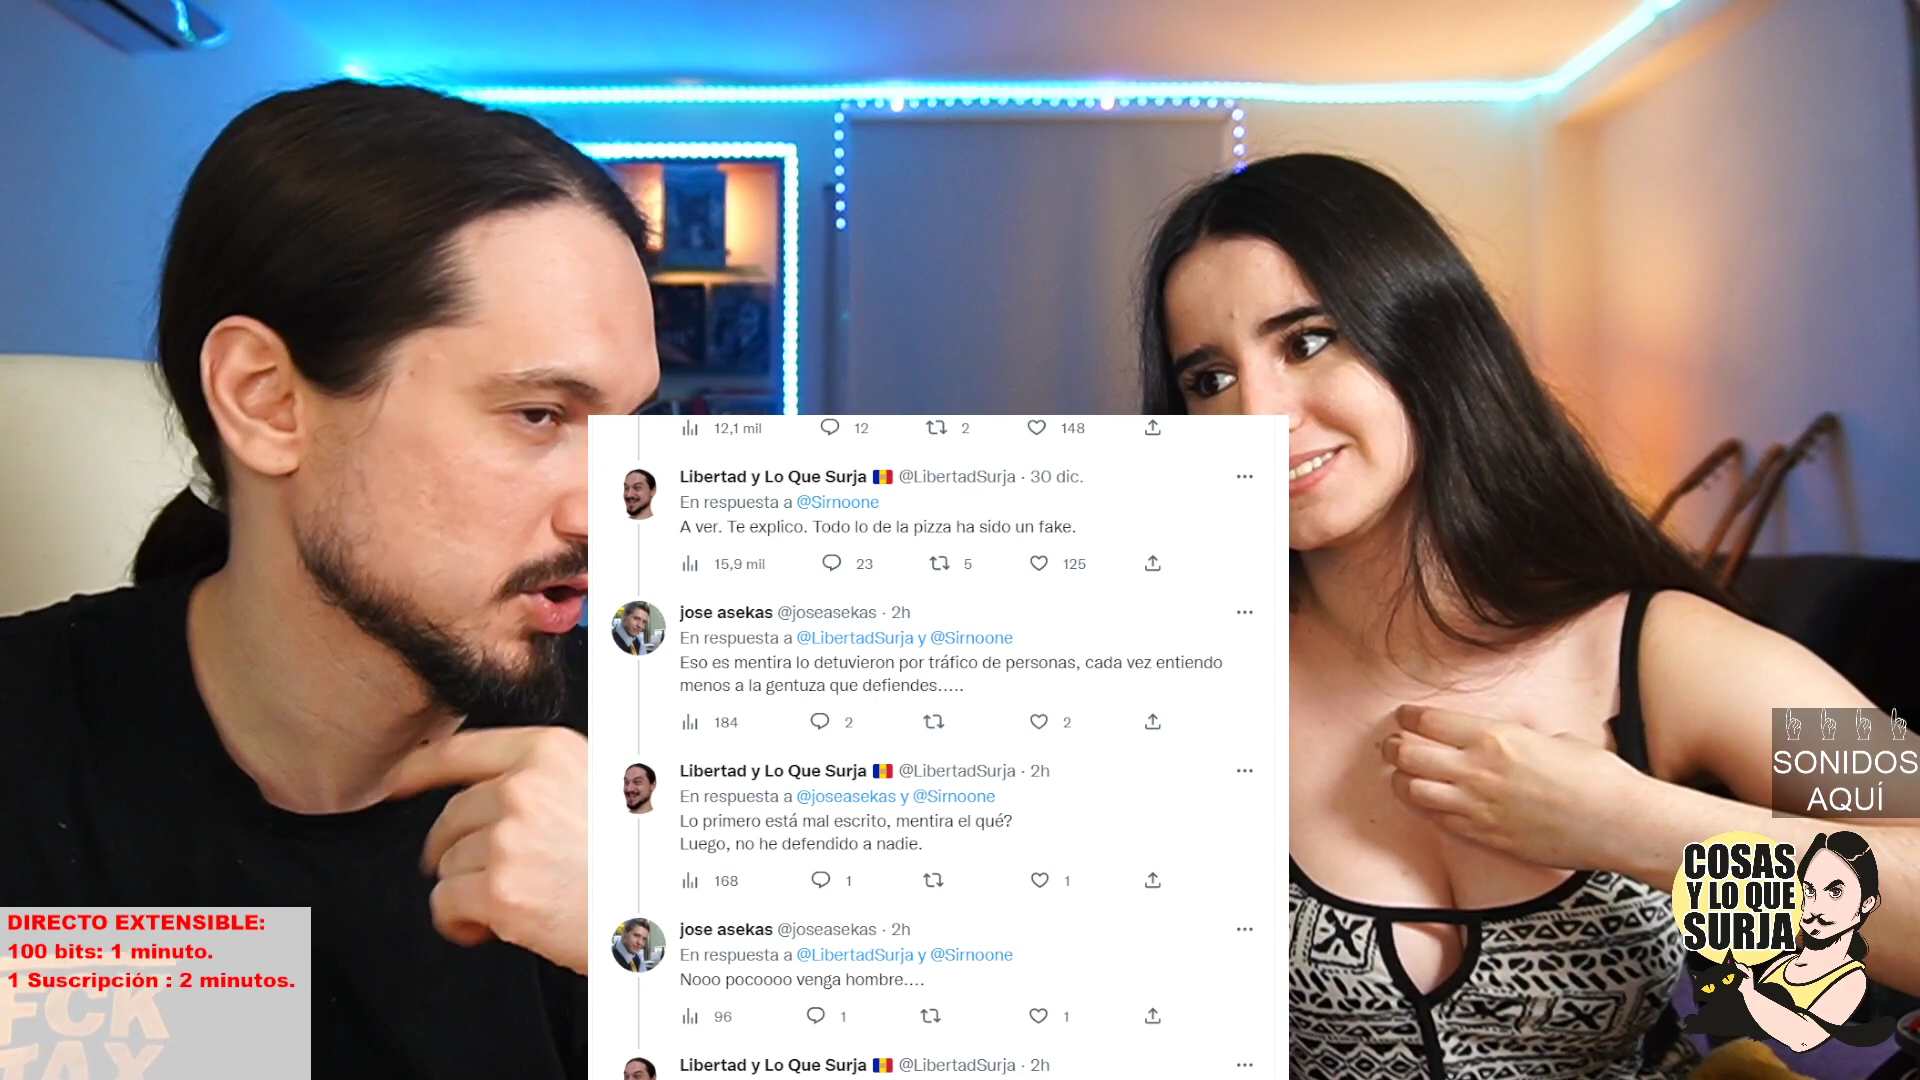 12,1 mil 12 2 148
Libertad y Lo Que Surja @LibertadSurja · 30 dic.
En respuesta a @Sirnoone
A ver. Te explico. Todo lo de la pizza ha sido un fake.
15,9 mil 23 5 125
jose asekas @joseasekas · 2h
En respuesta a @LibertadSurja y @Sirnoone
Eso es mentira lo detuvieron por tráfico de personas, cada vez entiendo
menos a la gentuza que defiendes.....
184 2 2
Libertad y Lo Que Surja @LibertadSurja · 2h
En respuesta a @joseasekas y @Sirnoone
Lo primero está mal escrito, mentira el qué?
Luego, no he defendido a nadie.
168 1 1
jose asekas @joseasekas · 2h
En respuesta a @LibertadSurja y @Sirnoone
Nooo pocoooo venga hombre....
96 1 1
Libertad y Lo Que Surja @LibertadSurja · 2h
SONIDOS
AQUÍ
COSAS
Y LO QUE
SURJA
DIRECTO EXTENSIBLE:
100 bits: 1 minuto.
1 Suscripción : 2 minutos.
FCK
TAX